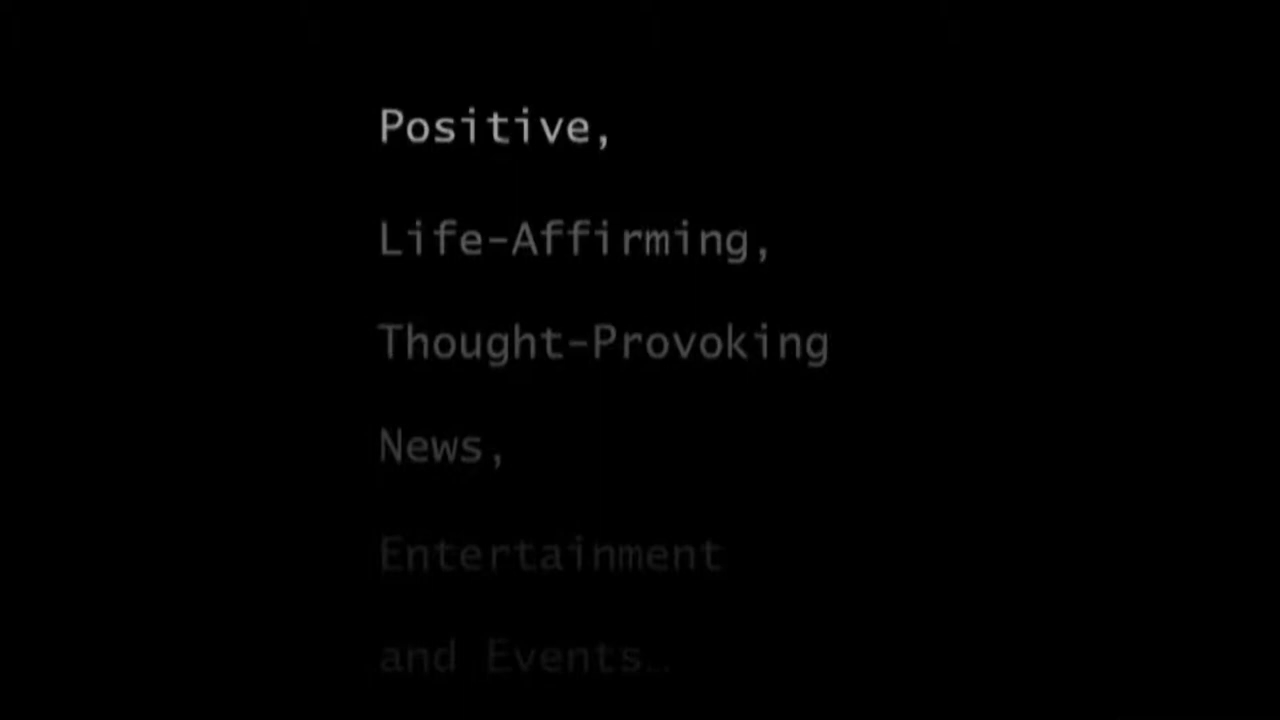 Positive,
Life-Affirming,
Thought-Provoking
News,
Entertainment
and Events…